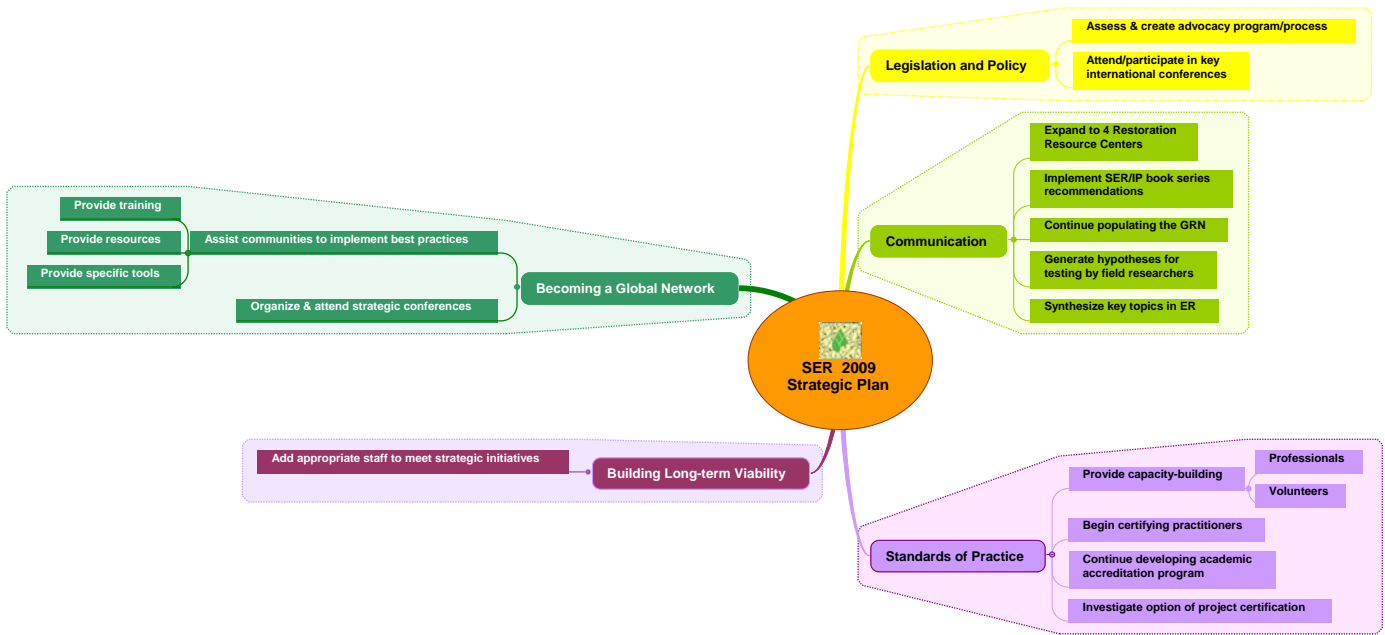 SER 2009
Strategic Plan
Legislation and Policy
Assess & create advocacy program/process
Attend/participate in key
international conferences
Communication
Expand to 4 Restoration
Resource Centers
Implement SER/IP book series
recommendations
Continue populating the GRN
Generate hypotheses for
testing by field researchers
Synthesize key topics in ER
Standards of Practice
Provide capacity-building
Professionals
Volunteers
Begin certifying practitioners
Continue developing academic
accreditation program
Investigate option of project certification
Building Long-term Viability
Add appropriate staff to meet strategic initiatives
Becoming a Global Network
Assist communities to implement best practices
Provide training
Provide resources
Provide specific tools
Organize & attend strategic conferences